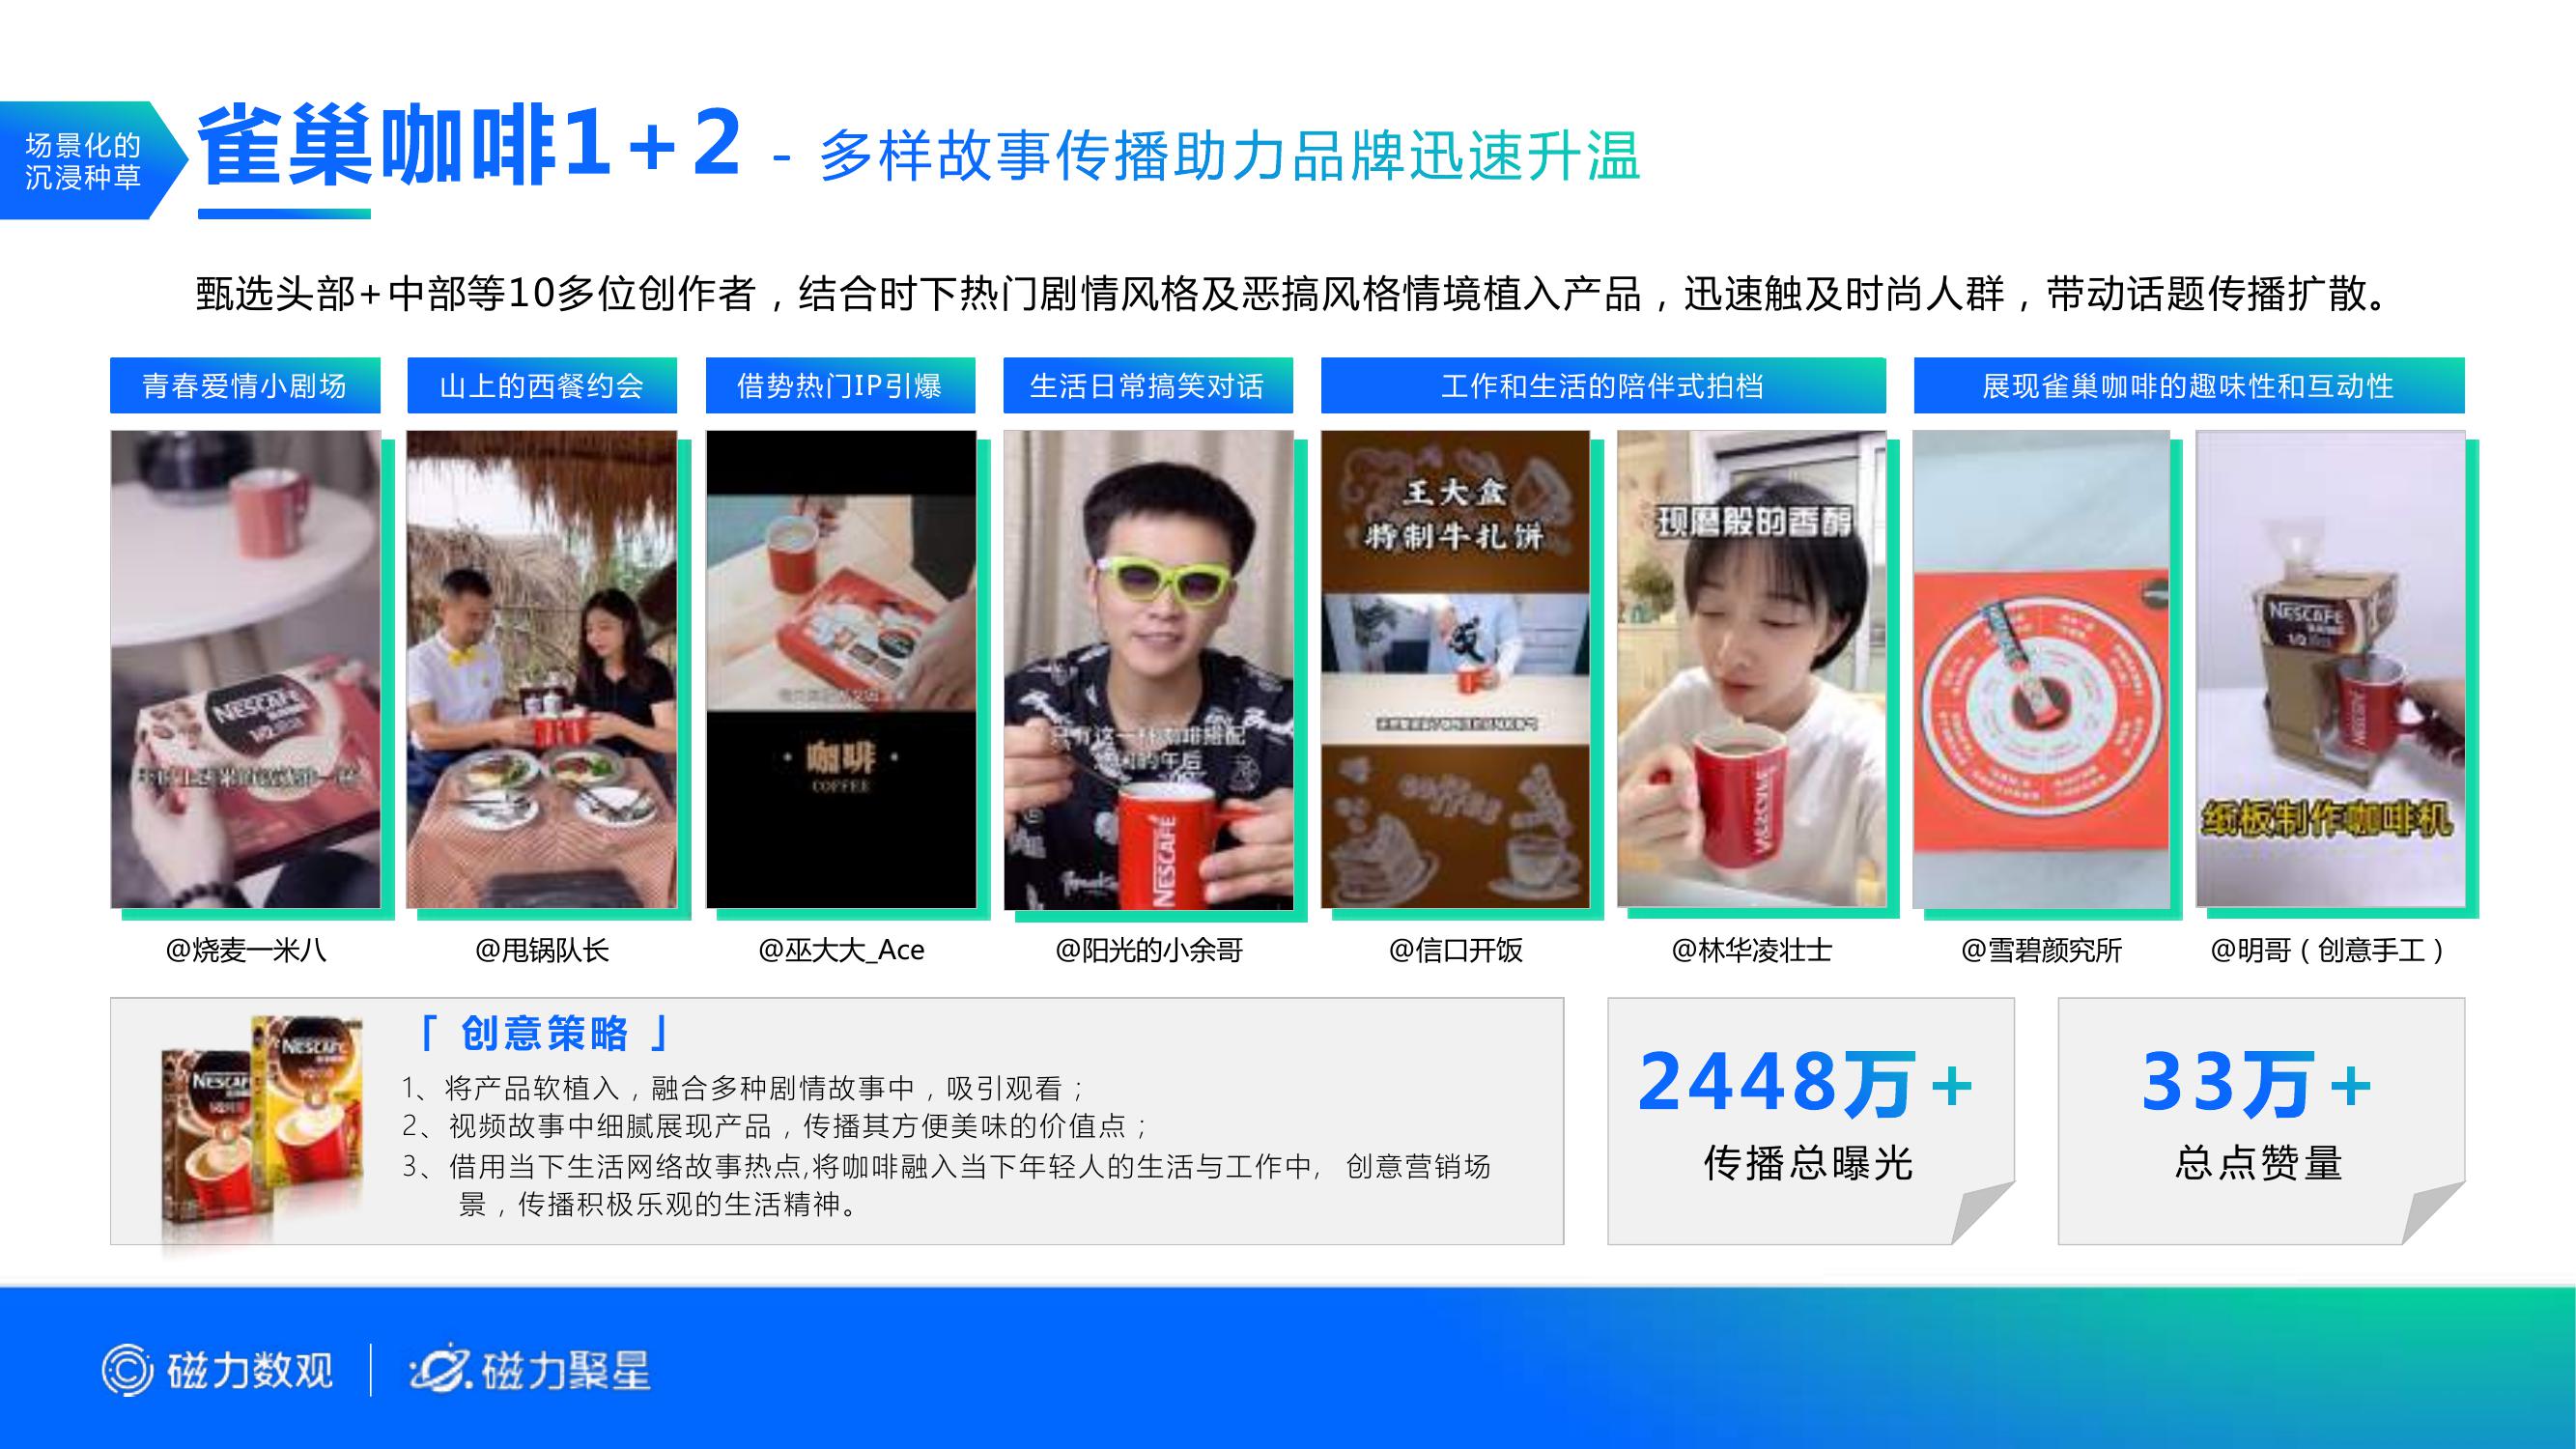 场景化的
沉浸种草
雀巢咖啡1+2 - 多样故事传播助力品牌迅速升温
甄选头部+中部等10多位创作者，结合时下热门剧情风格及恶搞风格情境植入产品，迅速触及时尚人群，带动话题传播扩散。
青春爱情小剧场
山上的西餐约会
借势热门IP引爆
生活日常搞笑对话
工作和生活的陪伴式拍档
展现雀巢咖啡的趣味性和互动性
NESCAFÉ
1+2
咖啡
COFFEE
只有这一杯咖啡搭配
的午后
NESCAFÉ
王大盒
特制牛扎饼
COFFEE
现磨般的香醇
NESCAFÉ
NESCAFÉ
1+2
NESCAFÉ
纸板制作咖啡机
@烧麦一米八
@甩锅队长
@巫大大_Ace
@阳光的小余哥
@信口开饭
@林华凌壮士
@雪碧颜究所
@明哥（创意手工）
NESCAFÉ
NESCAFÉ
「 创意策略 」
1、将产品软植入，融合多种剧情故事中，吸引观看；
2、视频故事中细腻展现产品，传播其方便美味的价值点；
3、借用当下生活网络故事热点,将咖啡融入当下年轻人的生活与工作中， 创意营销场
景，传播积极乐观的生活精神。
2448万+
传播总曝光
33万+
总点赞量
磁力数观
磁力聚星